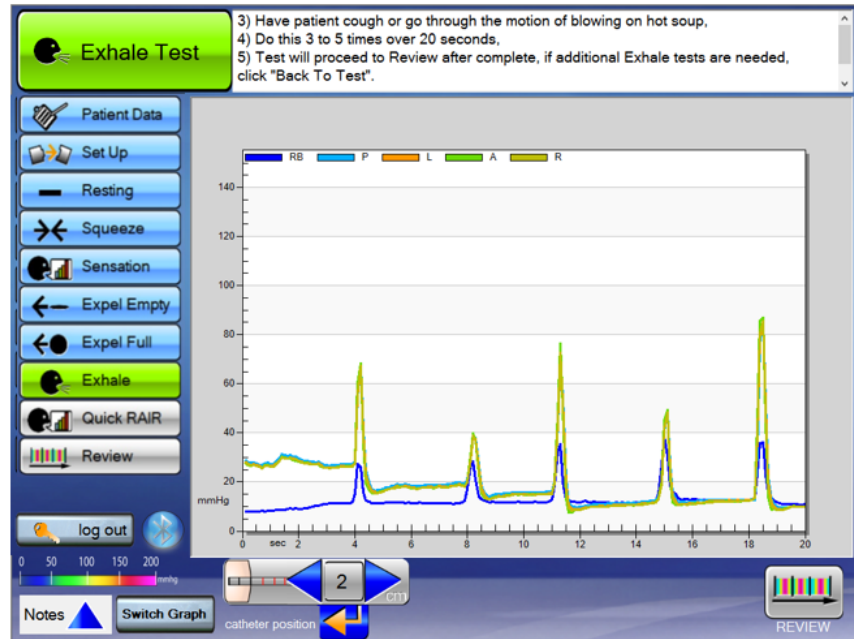 Exhale Test
3) Have patient cough or go through the motion of blowing on hot soup,
4) Do this 3 to 5 times over 20 seconds,
5) Test will proceed to Review after complete, if additional Exhale tests are needed,
click "Back To Test".
Patient Data
Set Up
Resting
Squeeze
Sensation
Expel Empty
Expel Full
Exhale
Quick RAIR
Review
log out
0 50 100 150 200
mmhg
Notes
Switch Graph
RB P L A R
140
120
100
80
60
40
20
mmHg
0
0 sec 2 4 6 8 10 12 14 16 18 20
2
cm
catheter position
REVIEW